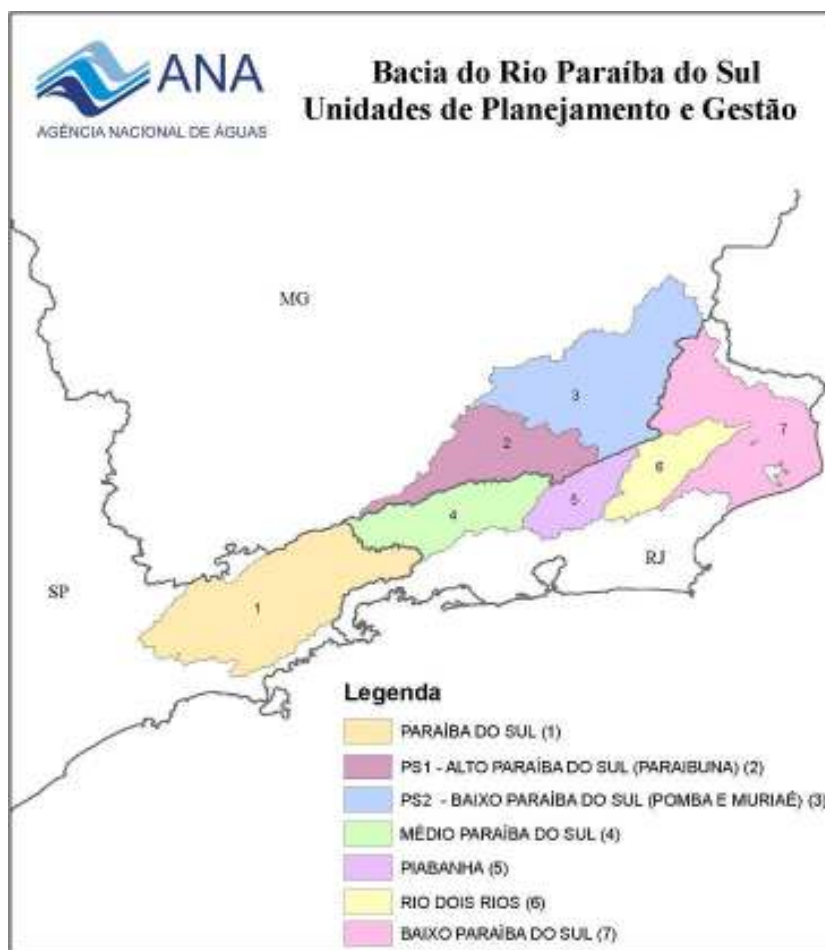 ANA
AGÊNCIA NACIONAL DE ÁGUAS
Bacia do Rio Paraíba do Sul
Unidades de Planejamento e Gestão
MG
3
7
2
6
5
4
RJ
SP
1
Legenda
PARAÍBA DO SUL (1)
PS1 - ALTO PARAÍBA DO SUL (PARAIBUNA) (2)
PS2 - BAIXO PARAÍBA DO SUL (POMBA E MURIAÉ) (3)
MÉDIO PARAÍBA DO SUL (4)
PIABANHA (5)
RIO DOIS RIOS (6)
BAIXO PARAÍBA DO SUL (7)